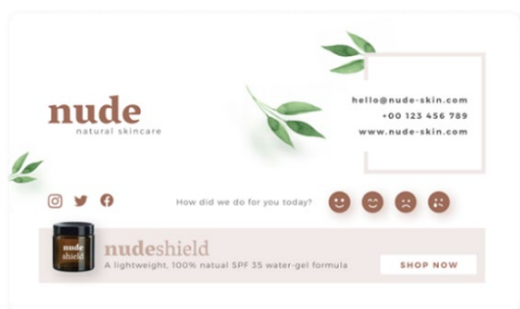 nude
natural skincare
hello@nude-skin.com
+00 123 456 789
www.nude-skin.com
How did we do for you today?
nude
shield
nudeshield
A lightweight, 100% natual SPF 35 water-gel formula
SHOP NOW